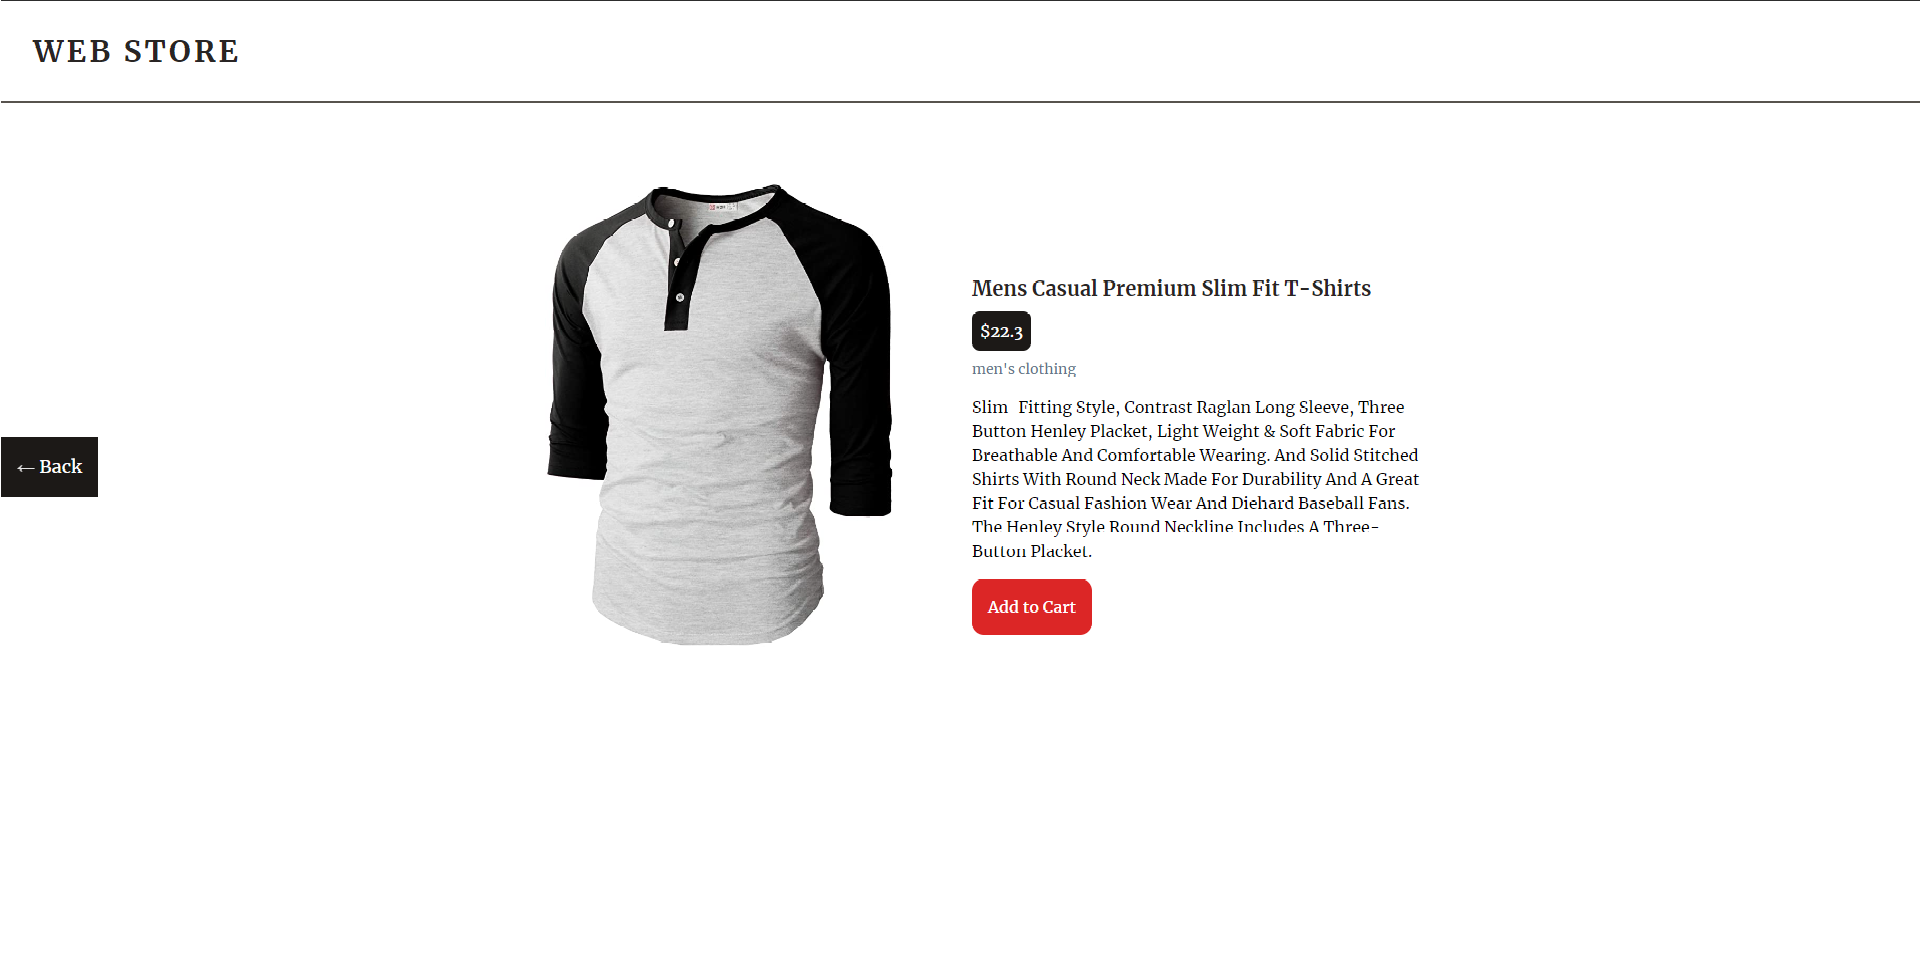 WEB STORE
Mens Casual Premium Slim Fit T-Shirts
$22.3
men's clothing
Slim Fitting Style, Contrast Raglan Long Sleeve, Three
Button Henley Placket, Light Weight & Soft Fabric For
Breathable And Comfortable Wearing. And Solid Stitched
Shirts With Round Neck Made For Durability And A Great
Fit For Casual Fashion Wear And Diehard Baseball Fans.
The Henley Style Round Neckline Includes A Three-
Button Placket.
← Back
Add to Cart